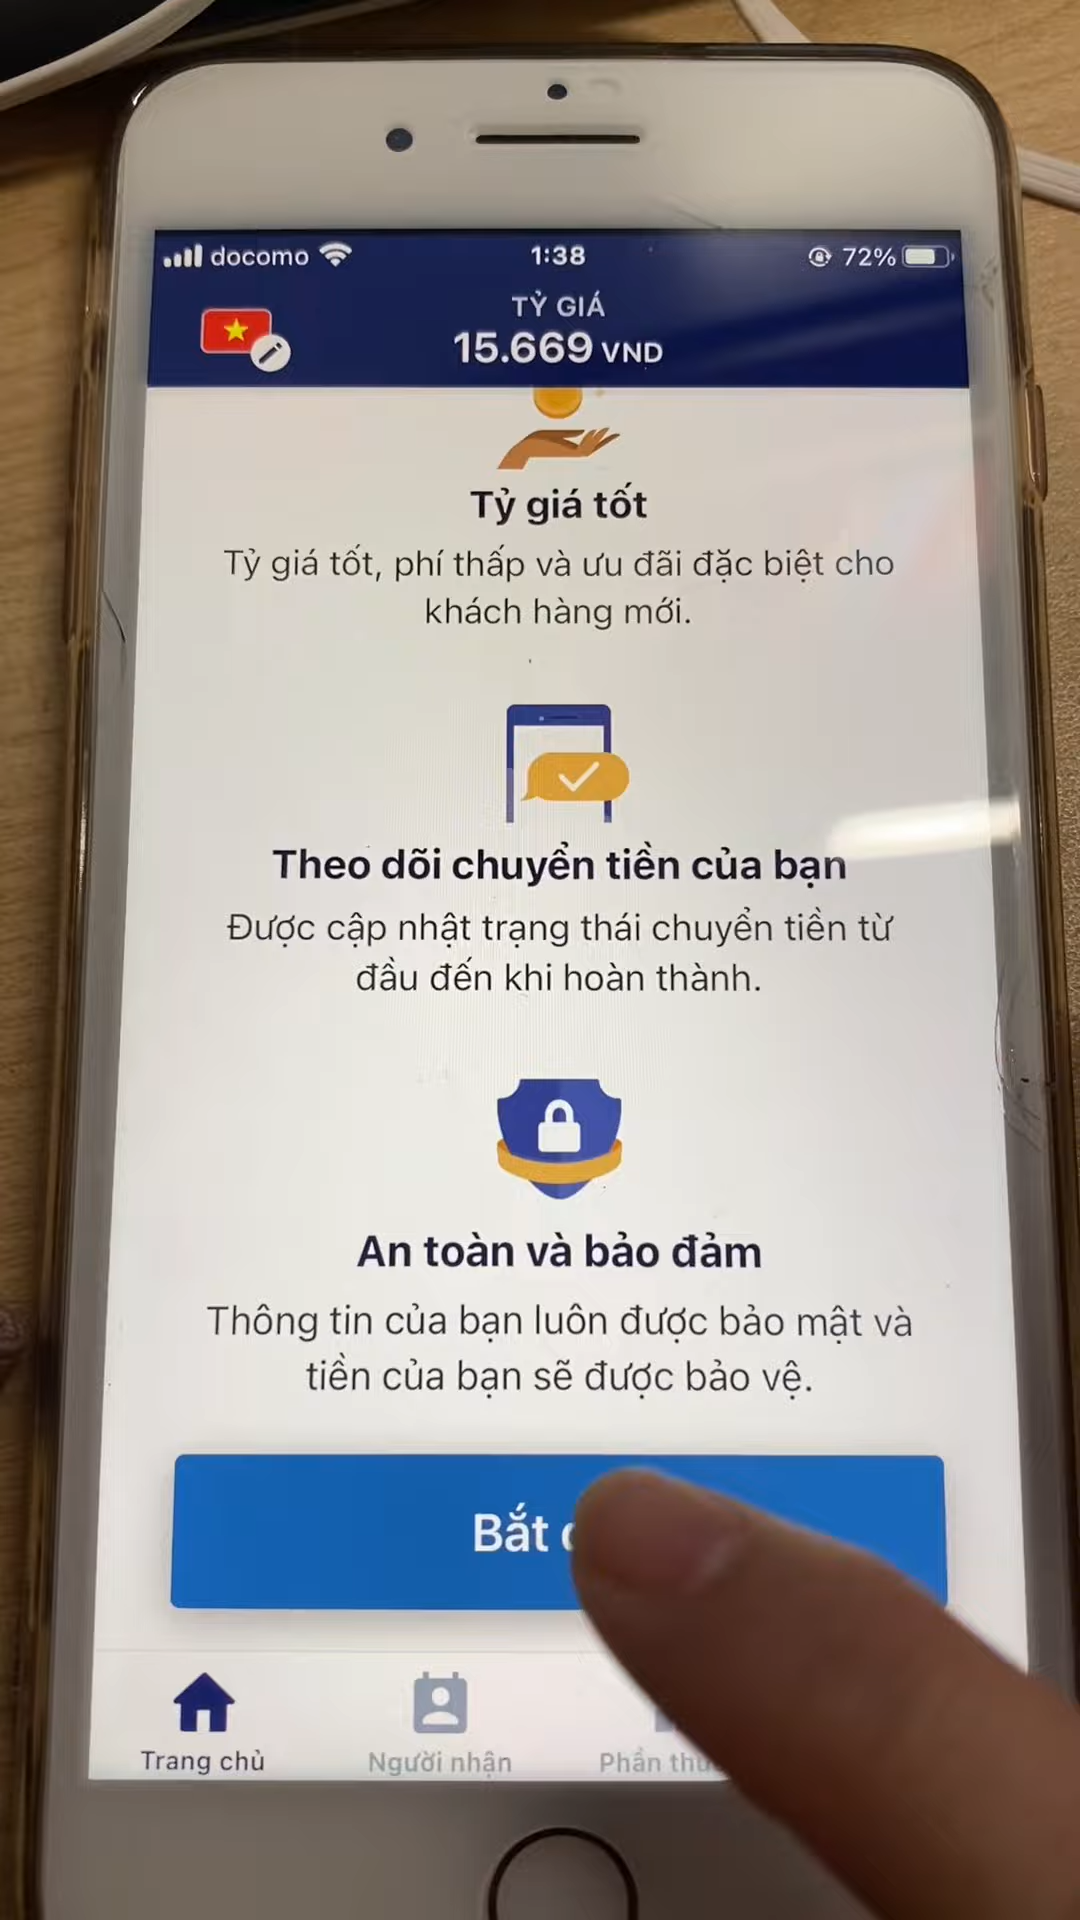 docomo 1:38 72%
TỶ GIÁ
15.669 VND
Tỷ giá tốt
Tỷ giá tốt, phí thấp và ưu đãi đặc biệt cho
khách hàng mới.
Theo dõi chuyển tiền của bạn
Được cập nhật trạng thái chuyển tiền từ
đầu đến khi hoàn thành.
An toàn và bảo đảm
Thông tin của bạn luôn được bảo mật và
tiền của bạn sẽ được bảo vệ.
Bắt
Trang chủ Người nhận Phần